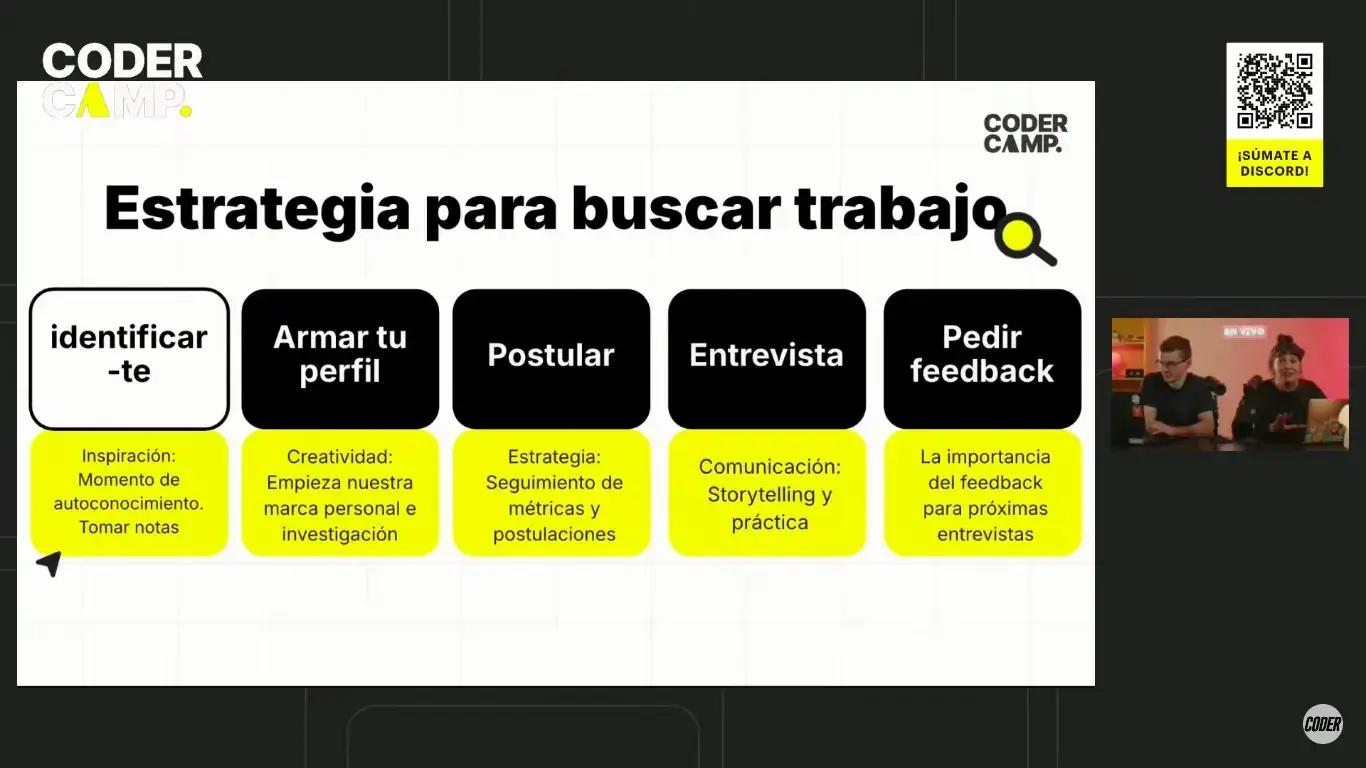 CODER
CAMP.
¡SÚMATE A
DISCORD!
CODER
CAMP.
Estrategia para buscar trabajo
identificar
-te
Inspiración:
Momento de
autoconocimiento.
Tomar notas
Armar tu
perfil
Creatividad:
Empieza nuestra
marca personal e
investigación
Postular
Estrategia:
Seguimiento de
métricas y
postulaciones
Entrevista
Comunicación:
Storytelling y
práctica
Pedir
feedback
La importancia
del feedback
para próximas
entrevistas
EN VIVO
CODER